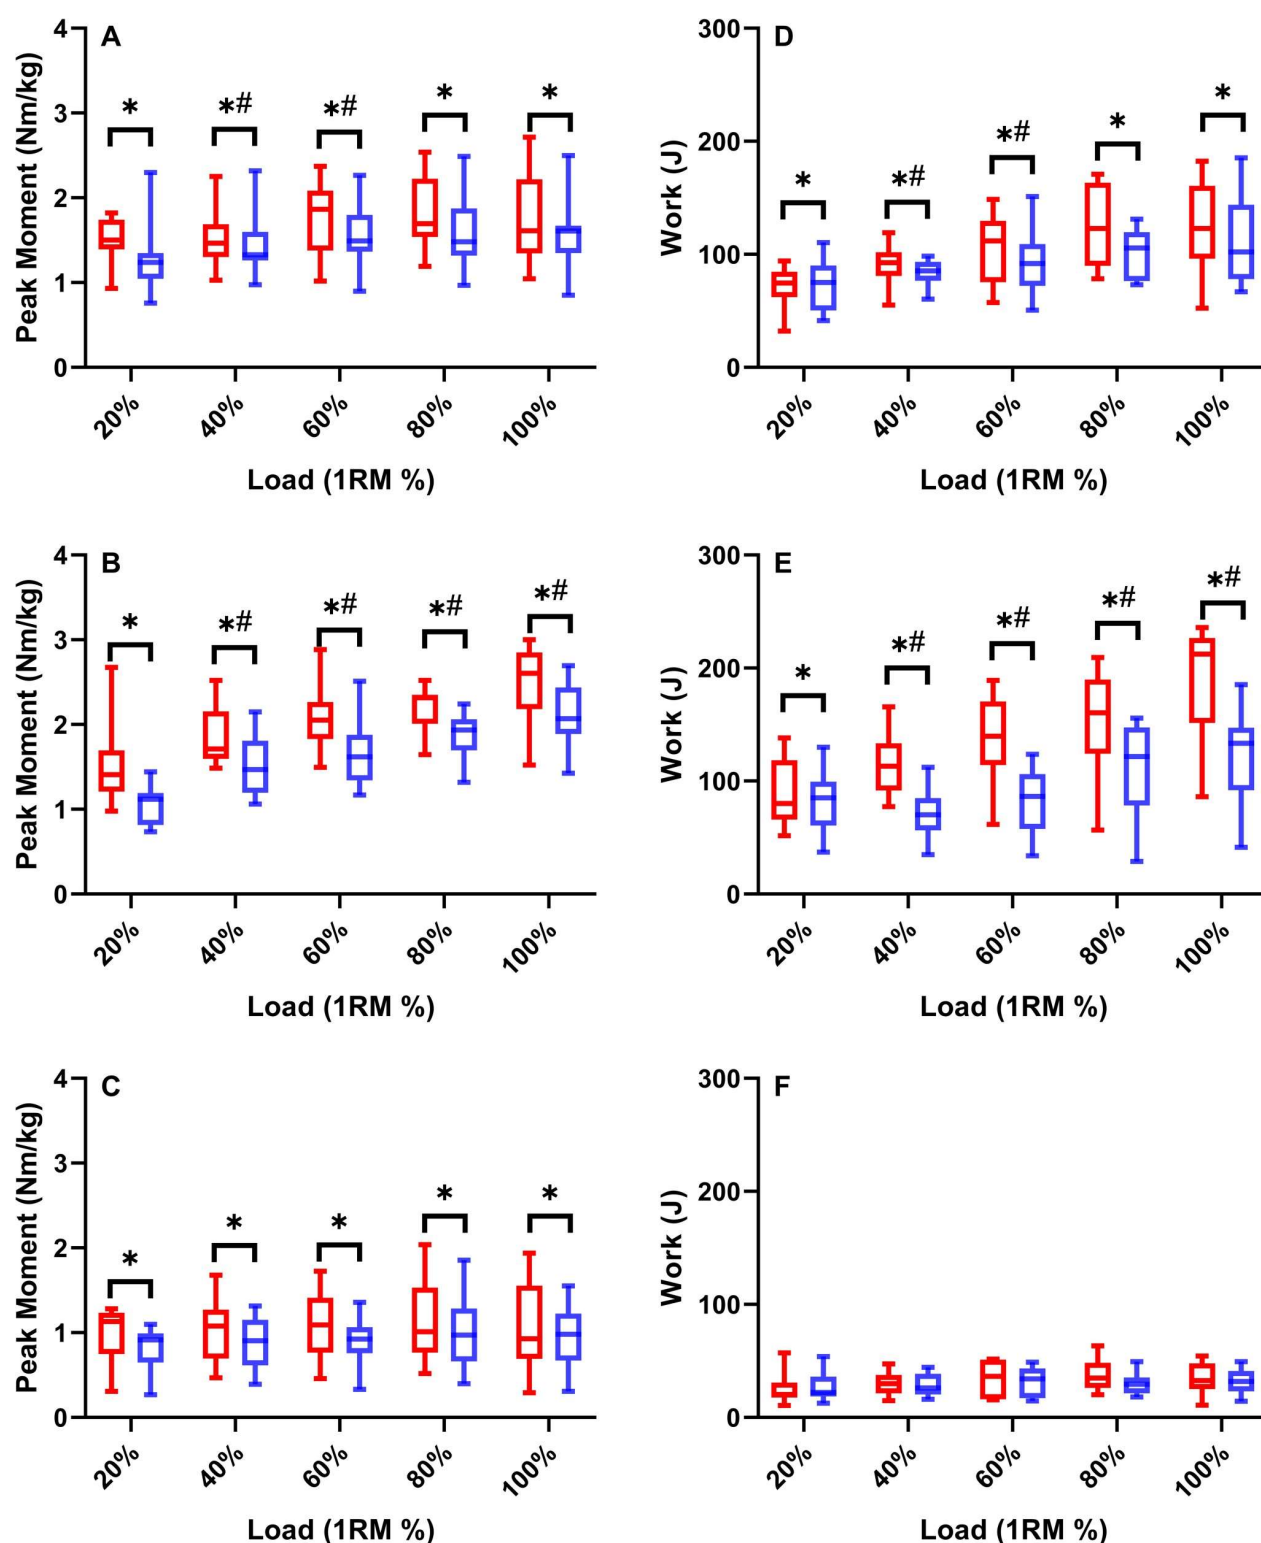 A
Peak Moment (Nm/kg)
4
3
2
1
0
* *# *# * *
20% 40% 60% 80% 100%
Load (1RM %)
D
Work (J)
300
200
100
0
* *# *# * *
20% 40% 60% 80% 100%
Load (1RM %)
B
Peak Moment (Nm/kg)
4
3
2
1
0
* *# *# *# *#
20% 40% 60% 80% 100%
Load (1RM %)
E
Work (J)
300
200
100
0
* *# *# *# *#
20% 40% 60% 80% 100%
Load (1RM %)
C
Peak Moment (Nm/kg)
4
3
2
1
0
* * * * *
20% 40% 60% 80% 100%
Load (1RM %)
F
Work (J)
300
200
100
0
20% 40% 60% 80% 100%
Load (1RM %)